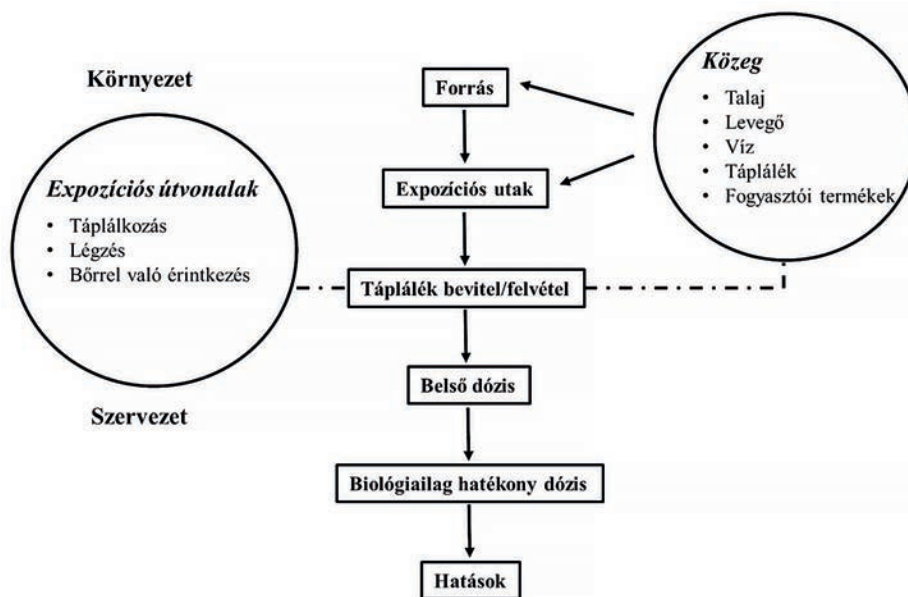 Környezet
Expozíciós útvonalak
• Táplálkozás
• Légzés
• Bőrrel való érintkezés
Szervezet
Forrás
Expozíciós utak
Táplálék bevitel/felvétel
Belső dózis
Biológiailag hatékony dózis
Hatások
Közeg
• Talaj
• Levegő
• Víz
• Táplálék
• Fogyasztói termékek